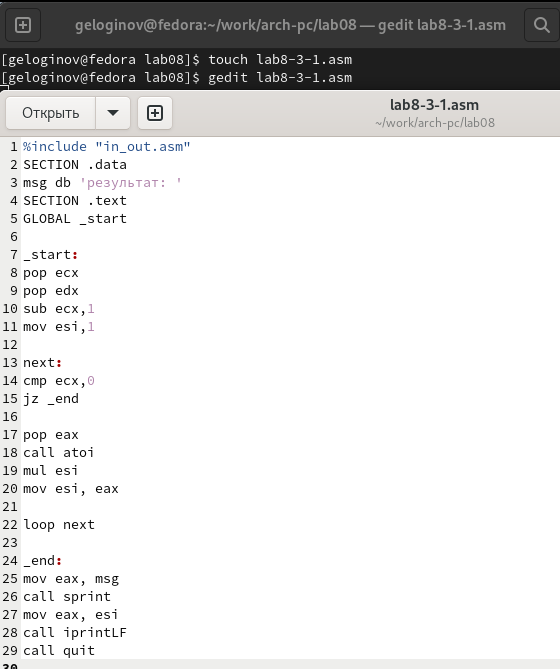 geloginov@fedora:~/work/arch-pc/lab08 — gedit lab8-3-1.asm
[geloginov@fedora lab08]$ touch lab8-3-1.asm
[geloginov@fedora lab08]$ gedit lab8-3-1.asm
Открыть
lab8-3-1.asm
~/work/arch-pc/lab08
1 %include "in_out.asm"
2 SECTION .data
3 msg db 'результат: '
4 SECTION .text
5 GLOBAL _start
6
7 _start:
8 pop ecx
9 pop edx
10 sub ecx,1
11 mov esi,1
12
13 next:
14 cmp ecx,0
15 jz _end
16
17 pop eax
18 call atoi
19 mul esi
20 mov esi, eax
21
22 loop next
23
24 _end:
25 mov eax, msg
26 call sprint
27 mov eax, esi
28 call iprintLF
29 call quit
30